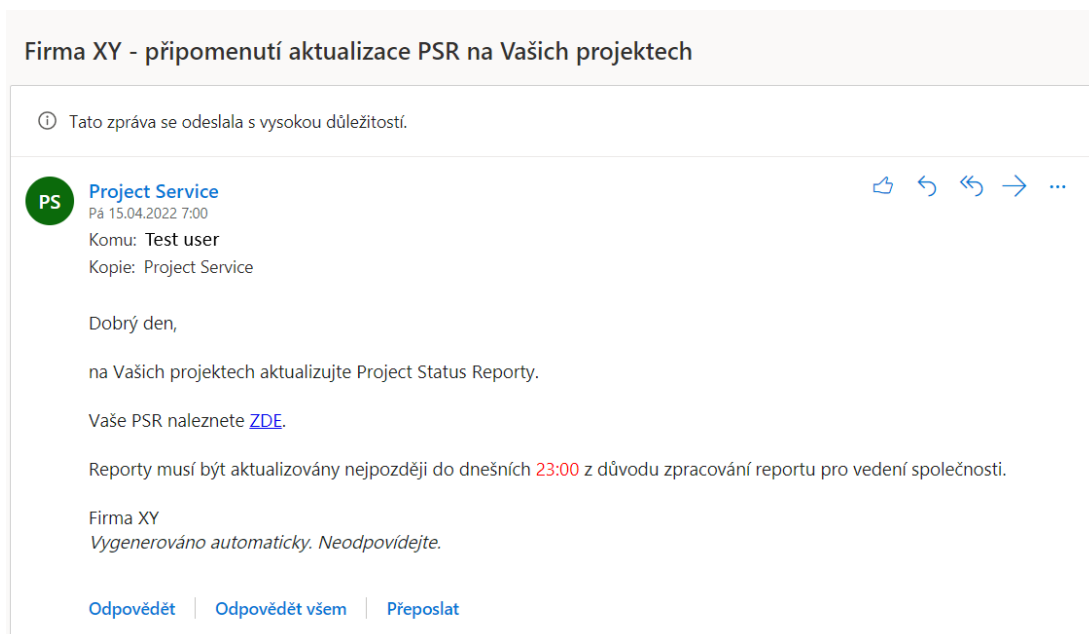 Firma XY - připomenutí aktualizace PSR na Vašich projektech
Tato zpráva se odeslala s vysokou důležitostí.
PS
Project Service
Pá 15.04.2022 7:00
Komu: Test user
Kopie: Project Service
Dobrý den,
na Vašich projektech aktualizujte Project Status Reporty.
Vaše PSR naleznete ZDE.
Reporty musí být aktualizovány nejpozději do dnešních 23:00 z důvodu zpracování reportu pro vedení společnosti.
Firma XY
Vygenerováno automaticky. Neodpovídejte.
Odpovědět
Odpovědět všem
Přeposlat